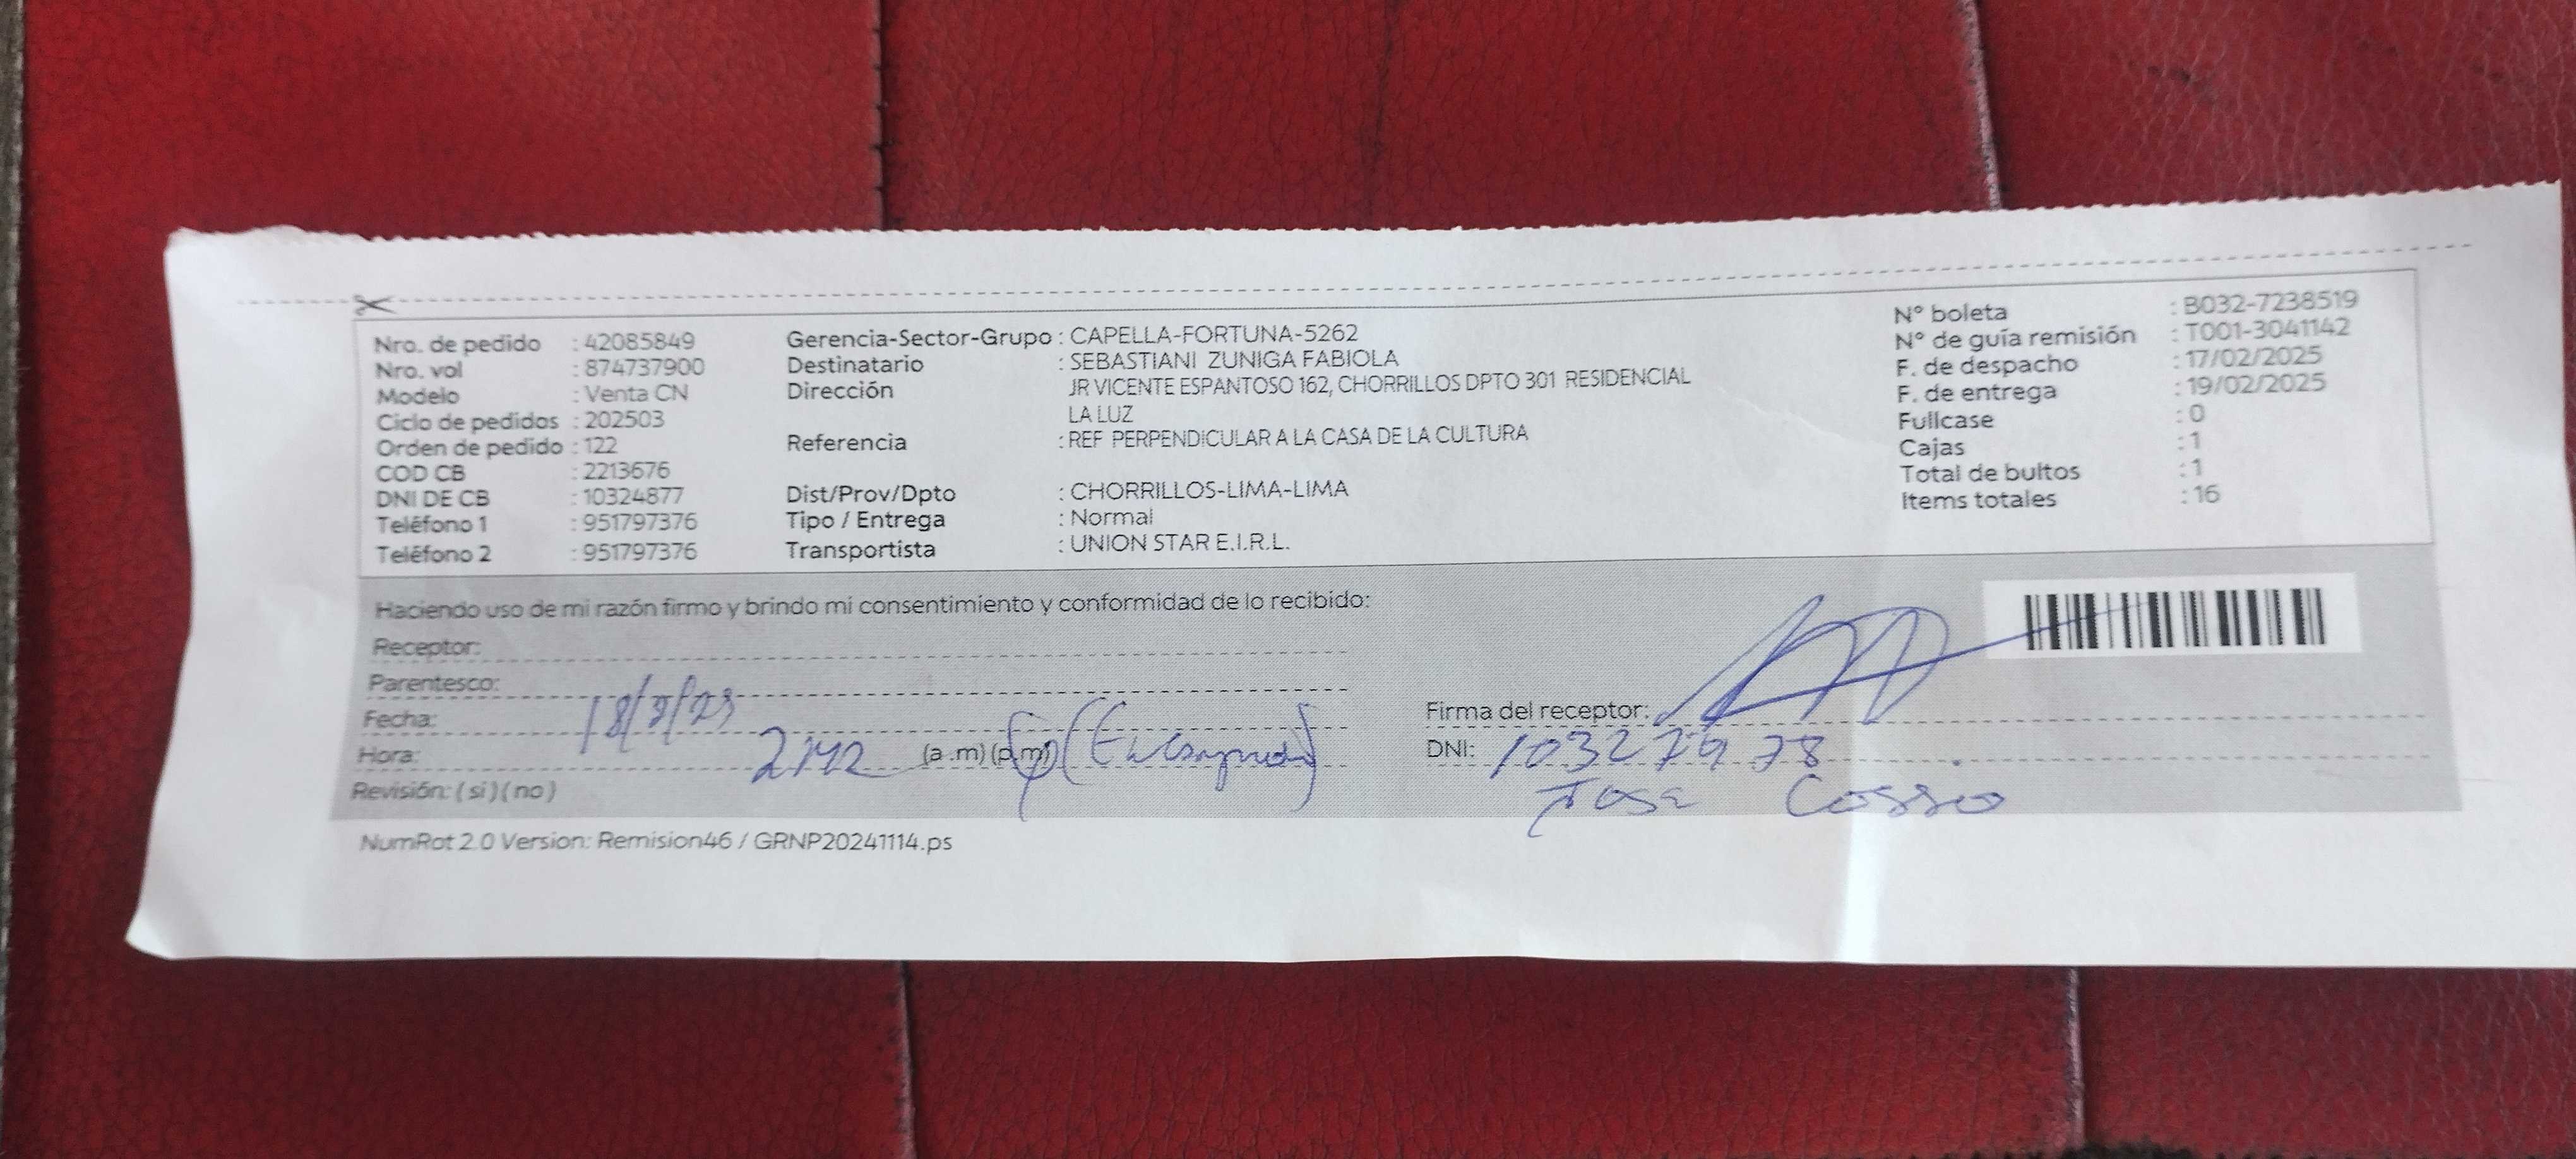 Nro. de pedido : 42085849
Nro. vol : 874737900
Modelo : Venta CN
Ciclo de pedidos : 202503
Orden de pedido : 122
COD CB : 2213676
DNI DE CB : 10324877
Teléfono 1 : 951797376
Teléfono 2 : 951797376
Gerencia-Sector-Grupo : CAPELLA-FORTUNA-5262
Destinatario : SEBASTIANI ZUNIGA FABIOLA
Dirección JR VICENTE ESPANTOSO 162, CHORRILLOS DPTO 301 RESIDENCIAL
LA LUZ
Referencia : REF PERPENDICULAR A LA CASA DE LA CULTURA
Dist/Prov/Dpto : CHORRILLOS-LIMA-LIMA
Tipo / Entrega : Normal
Transportista : UNION STAR E.I.R.L.
N° boleta : B032-7238519
N° de guía remisión : T001-3041142
F. de despacho : 17/02/2025
F. de entrega : 19/02/2025
Fullcase : 0
Cajas : 1
Total de bultos : 1
Items totales : 16
Haciendo uso de mi razón firmo y brindo mi consentimiento y conformidad de lo recibido:
Receptor:
Parentesco:
Fecha:
Hora: (a.m) (p.m)
Revisión: ( si ) ( no )
Firma del receptor:
DNI:
Jose Cossio
NumRot 2.0 Version: Remision46 / GRNP20241114.ps